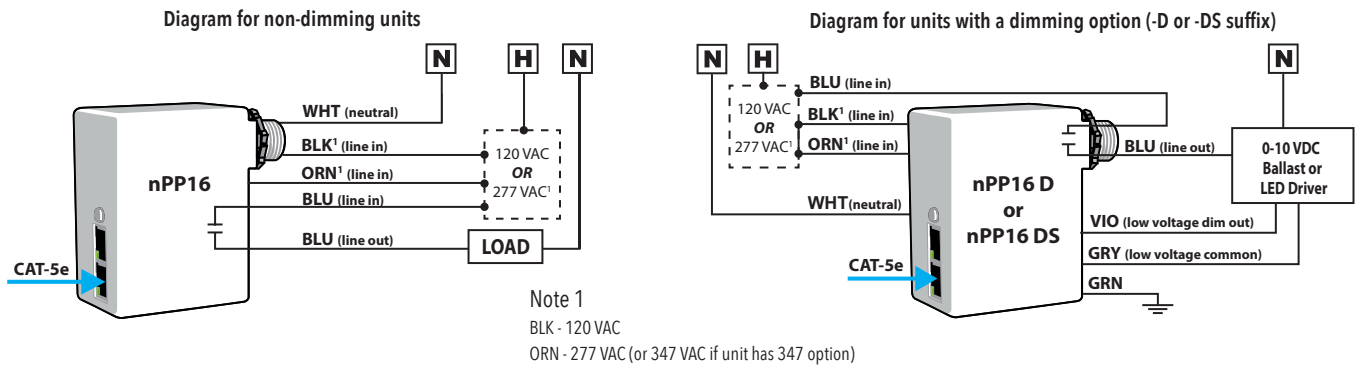 Diagram for non-dimming units
N
H
N
WHT (neutral)
BLK¹ (line in)
ORN¹ (line in)
BLU (line in)
BLU (line out)
120 VAC
OR
277 VAC¹
LOAD
nPP16
CAT-5e
Note 1
BLK - 120 VAC
ORN - 277 VAC (or 347 VAC if unit has 347 option)
Diagram for units with a dimming option (-D or -DS suffix)
N
H
N
BLU (line in)
120 VAC
OR
277 VAC¹
BLK¹ (line in)
ORN¹ (line in)
WHT (neutral)
BLU (line out)
0-10 VDC
Ballast or
LED Driver
nPP16 D
or
nPP16 DS
VIO (low voltage dim out)
GRY (low voltage common)
GRN
CAT-5e